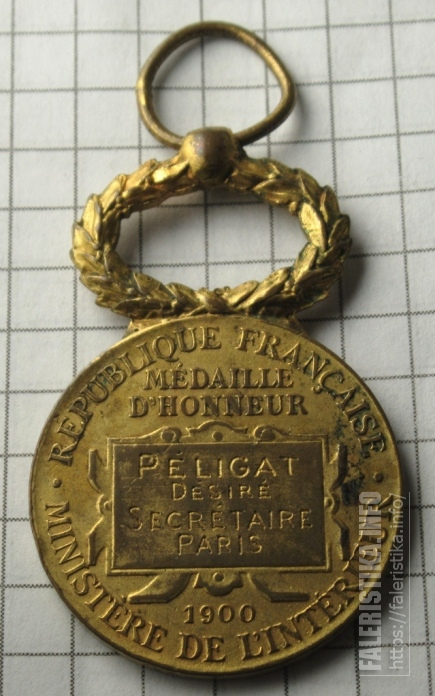 RÉPUBLIQUE FRANÇAISE
MÉDAILLE
D'HONNEUR
PÉLIGAT
DÉSIRÉ
SECRÉTAIRE
PARIS
1900
MINISTÈRE DE L'INTÉRIEUR
FALERISTIKA.INFO
https://faleristika.info/